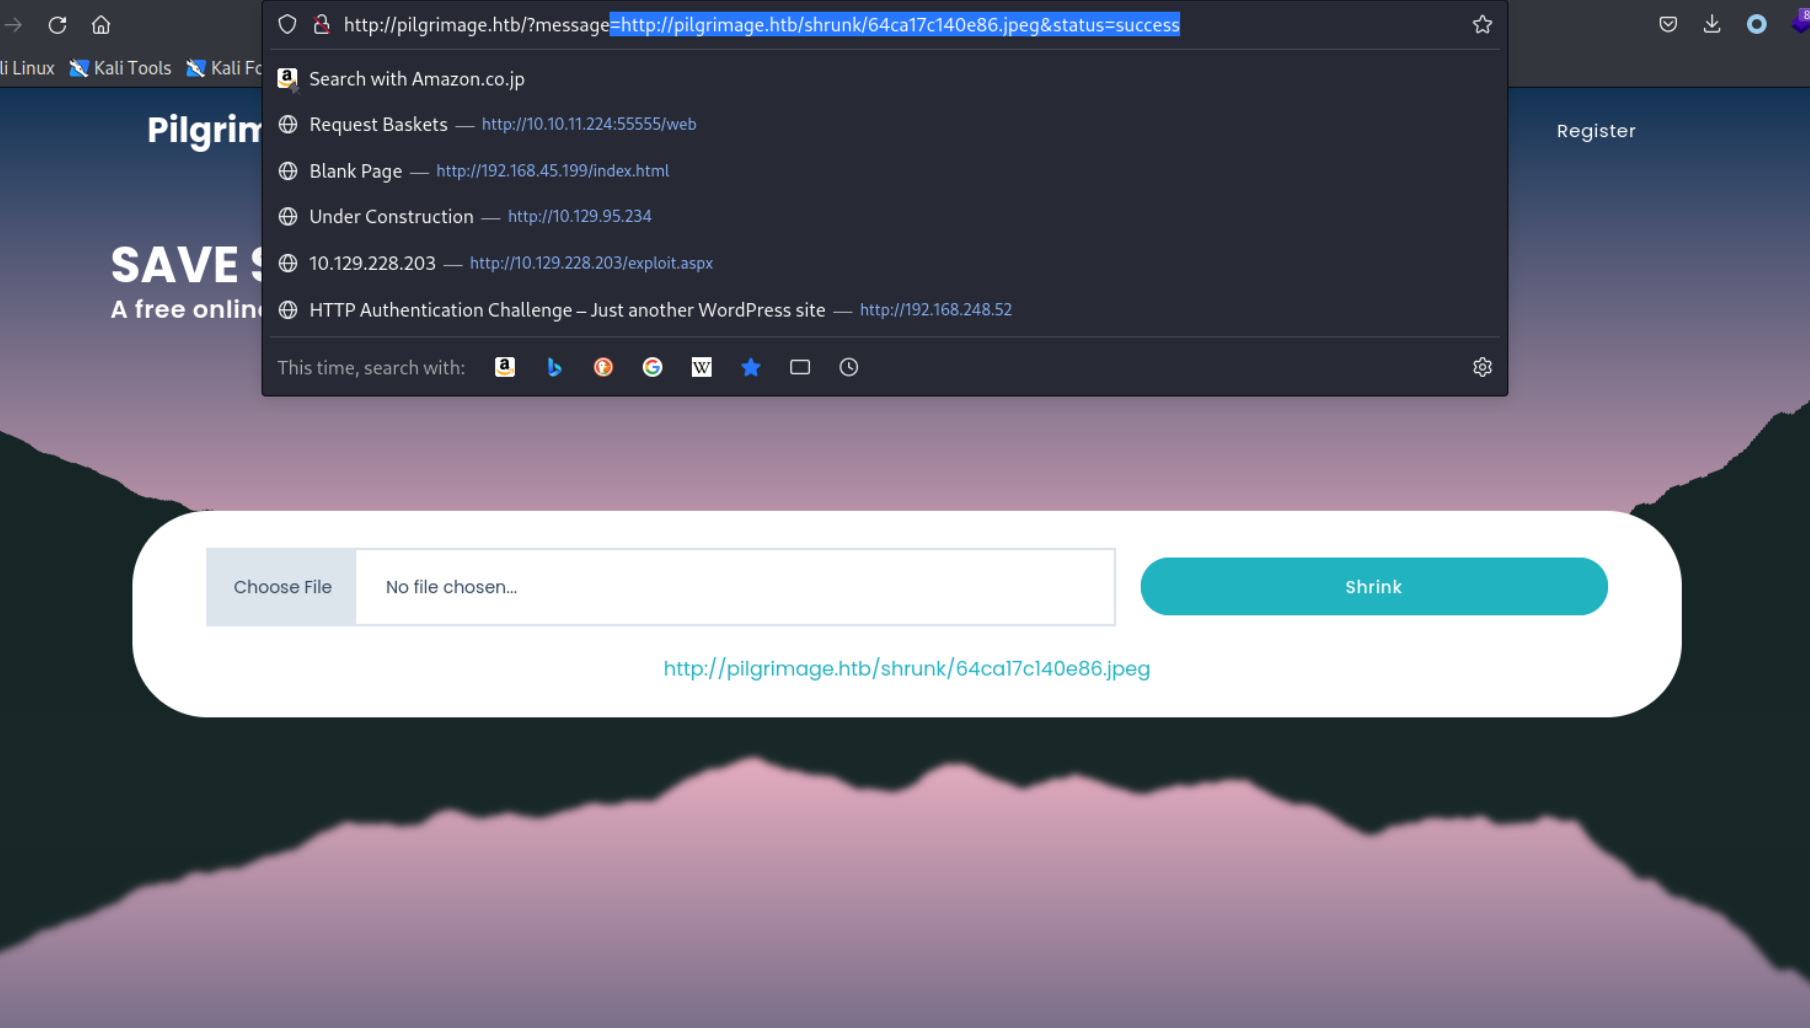 http://pilgrimage.htb/?message=http://pilgrimage.htb/shrunk/64ca17c140e86.jpeg&status=success
8
li Linux Kali Tools Kali Fo
Search with Amazon.co.jp
Request Baskets — http://10.10.11.224:55555/web
Blank Page — http://192.168.45.199/index.html
Under Construction — http://10.129.95.234
10.129.228.203 — http://10.129.228.203/exploit.aspx
HTTP Authentication Challenge – Just another WordPress site — http://192.168.248.52
This time, search with:
Pilgrim
Register
SAVE S
A free online
Choose File No file chosen... Shrink
http://pilgrimage.htb/shrunk/64ca17c140e86.jpeg